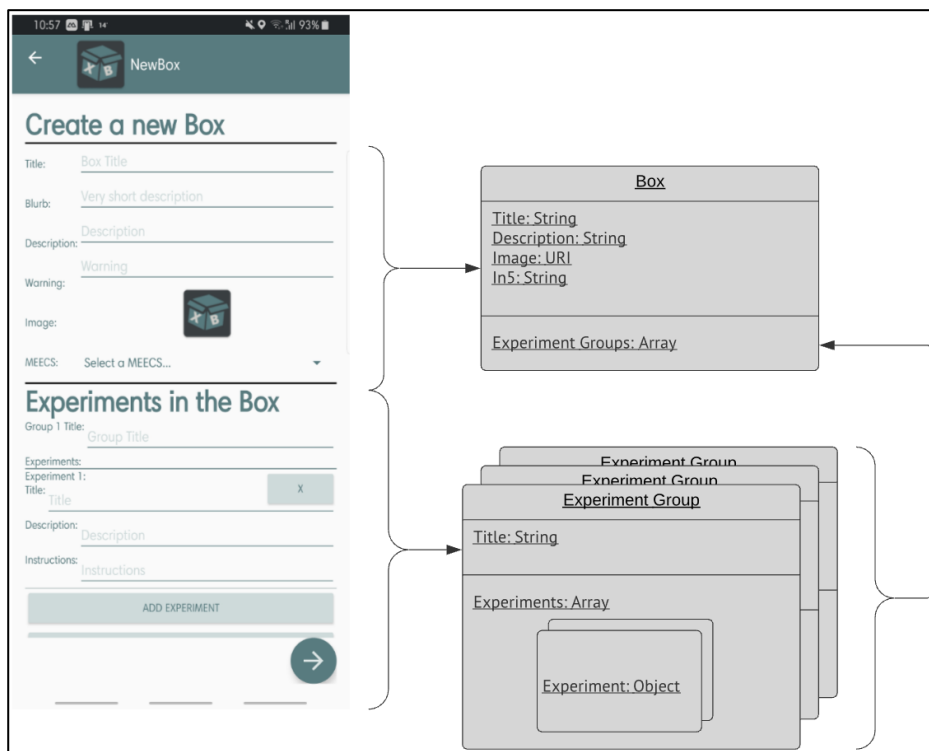 10:57 14° 93%
NewBox
Create a new Box
Title: Box Title
Blurb: Very short description
Description: Description
Warning: Warning
Image: X B
MEECS: Select a MEECS...
Experiments in the Box
Group 1 Title: Group Title
Experiments:
Experiment 1:
Title: Title X
Description: Description
Instructions: Instructions
ADD EXPERIMENT
Box
Title: String
Description: String
Image: URI
In5: String
Experiment Groups: Array
Experiment Group
Experiment Group
Experiment Group
Title: String
Experiments: Array
Experiment: Object